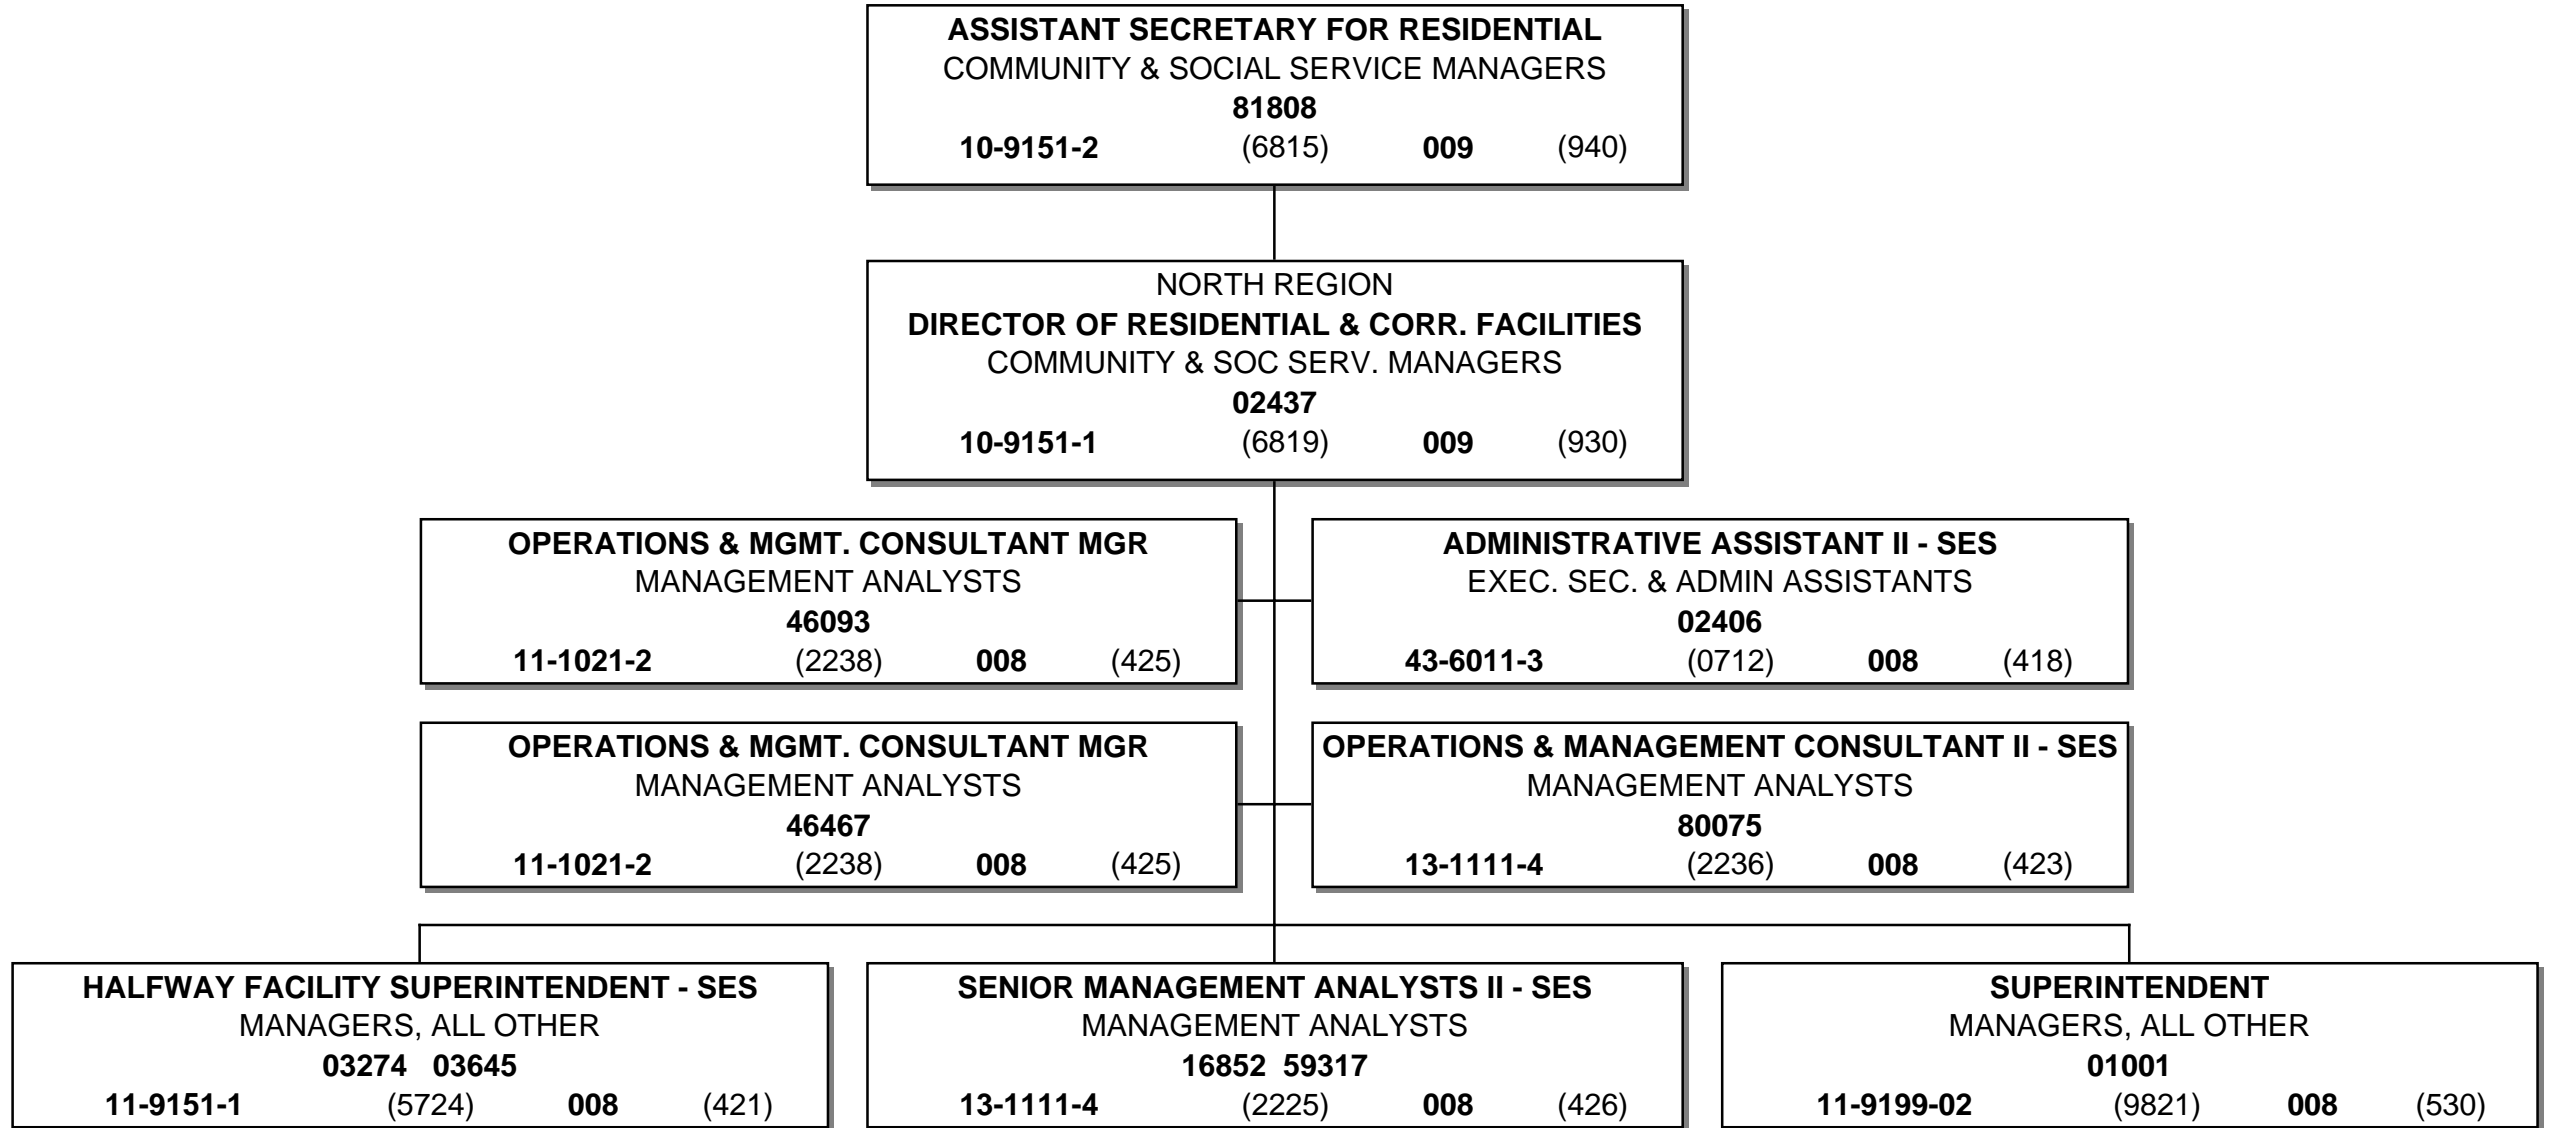 ASSISTANT SECRETARY FOR RESIDENTIAL
COMMUNITY & SOCIAL SERVICE MANAGERS
81808
10-9151-2 (6815) 009 (940)
NORTH REGION
DIRECTOR OF RESIDENTIAL & CORR. FACILITIES
COMMUNITY & SOC SERV. MANAGERS
02437
10-9151-1 (6819) 009 (930)
OPERATIONS & MGMT. CONSULTANT MGR
MANAGEMENT ANALYSTS
46093
11-1021-2 (2238) 008 (425)
ADMINISTRATIVE ASSISTANT II - SES
EXEC. SEC. & ADMIN ASSISTANTS
02406
43-6011-3 (0712) 008 (418)
OPERATIONS & MGMT. CONSULTANT MGR
MANAGEMENT ANALYSTS
46467
11-1021-2 (2238) 008 (425)
OPERATIONS & MANAGEMENT CONSULTANT II - SES
MANAGEMENT ANALYSTS
80075
13-1111-4 (2236) 008 (423)
HALFWAY FACILITY SUPERINTENDENT - SES
MANAGERS, ALL OTHER
03274 03645
11-9151-1 (5724) 008 (421)
SENIOR MANAGEMENT ANALYSTS II - SES
MANAGEMENT ANALYSTS
16852 59317
13-1111-4 (2225) 008 (426)
SUPERINTENDENT
MANAGERS, ALL OTHER
01001
11-9199-02 (9821) 008 (530)